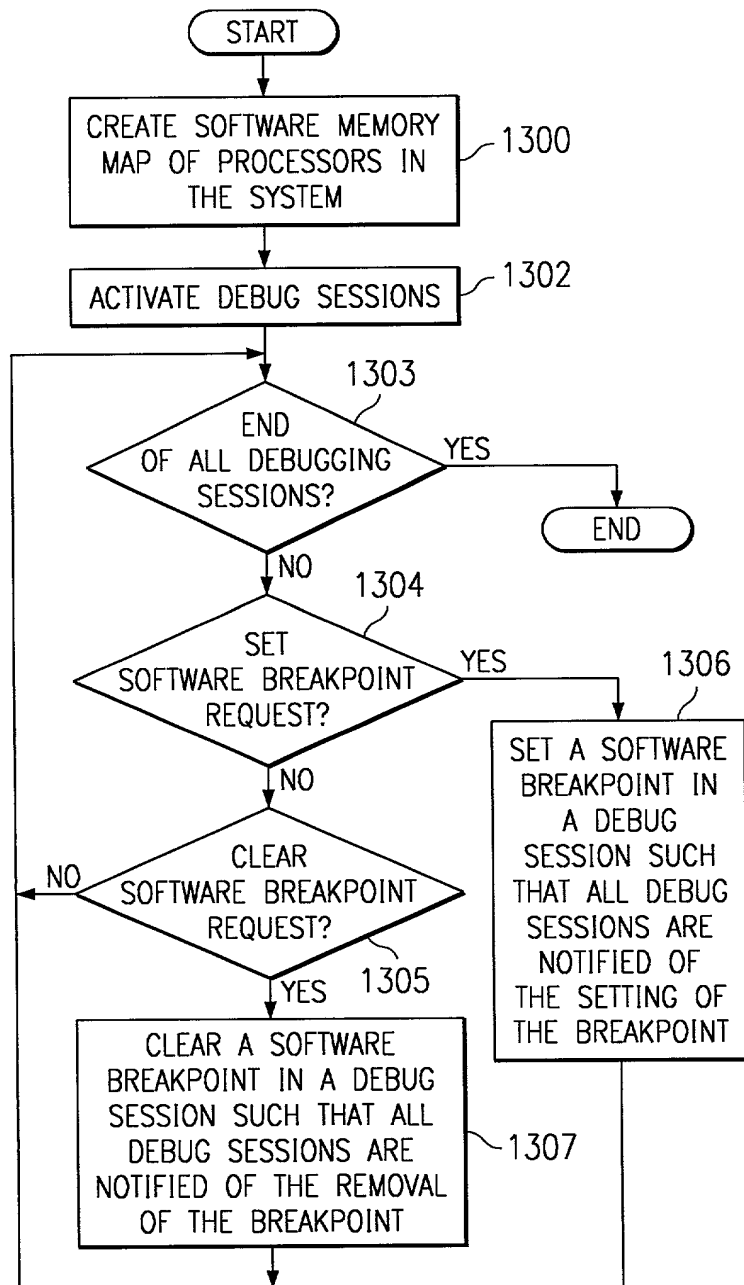 START
CREATE SOFTWARE MEMORY
MAP OF PROCESSORS IN
THE SYSTEM
1300
ACTIVATE DEBUG SESSIONS
1302
1303
END
OF ALL DEBUGGING
SESSIONS?
YES
END
NO
1304
SET
SOFTWARE BREAKPOINT
REQUEST?
YES
1306
SET A SOFTWARE
BREAKPOINT IN
A DEBUG
SESSION SUCH
THAT ALL DEBUG
SESSIONS ARE
NOTIFIED OF
THE SETTING OF
THE BREAKPOINT
NO
CLEAR
SOFTWARE BREAKPOINT
REQUEST?
NO
1305
YES
CLEAR A SOFTWARE
BREAKPOINT IN A DEBUG
SESSION SUCH THAT ALL
DEBUG SESSIONS ARE
NOTIFIED OF THE REMOVAL
OF THE BREAKPOINT
1307